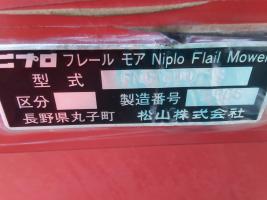 ニプロ フレール モア Niplo Flail Mower
型式
区分 製造番号
長野県丸子町 松山株式会社